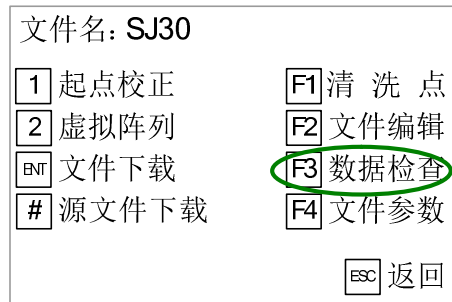 文件名: SJ30
1 起点校正 F1 清 洗 点
2 虚拟阵列 F2 文件编辑
ENT 文件下载 F3 数据检查
# 源文件下载 F4 文件参数
ESC 返回